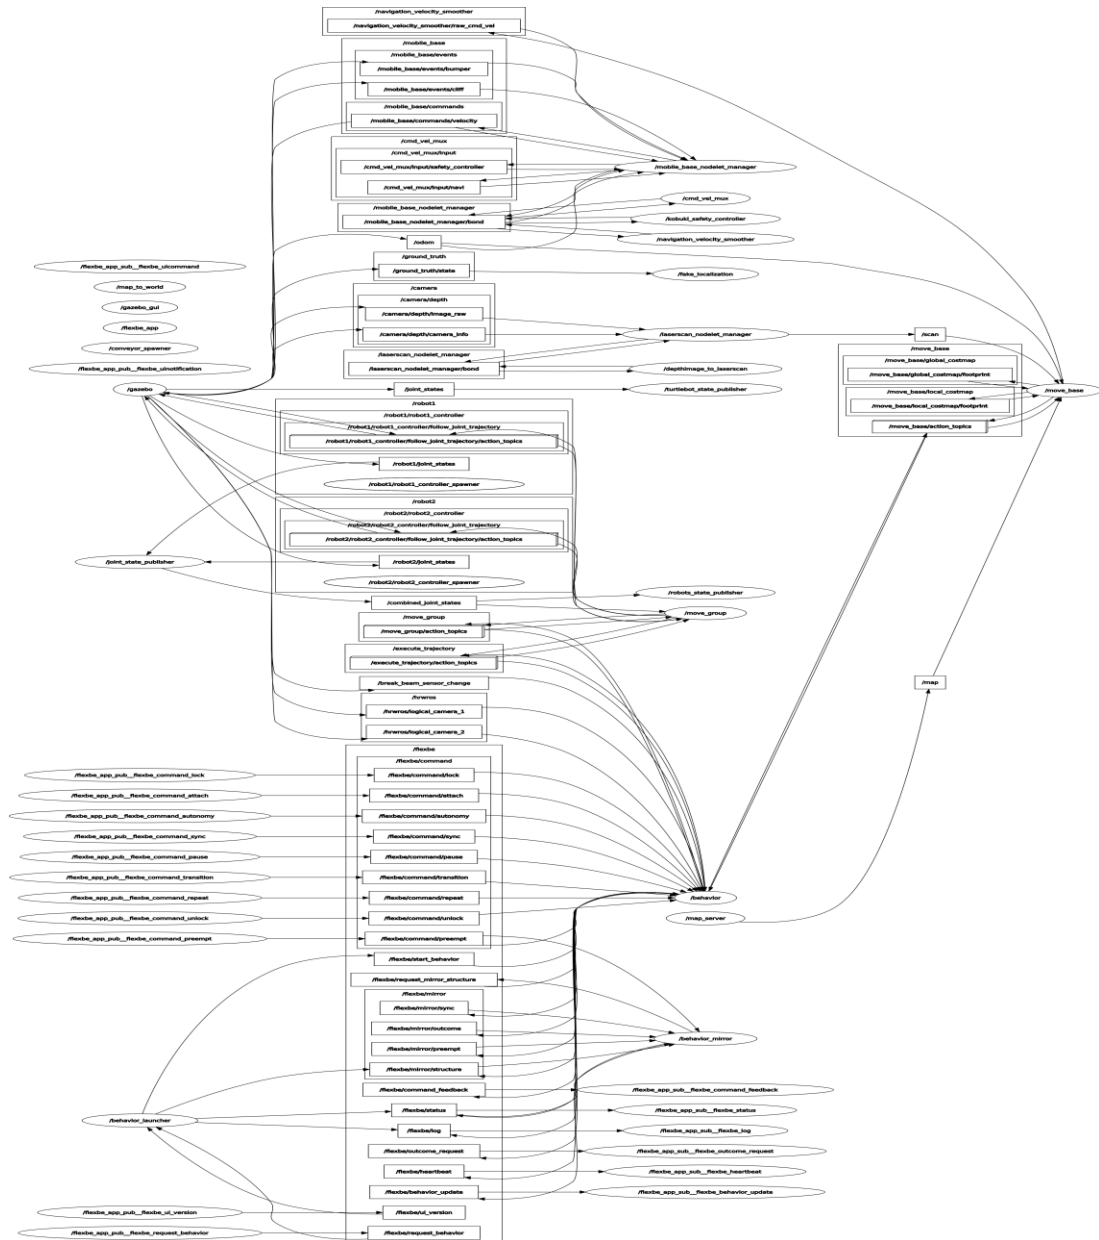 /navigation_velocity_smoother
/navigation_velocity_smoother/raw_cmd_vel
/mobile_base
/mobile_base/events
/mobile_base/events/bumper
/mobile_base/events/cliff
/mobile_base/commands
/mobile_base/commands/velocity
/cmd_vel_mux
/cmd_vel_mux/input
/cmd_vel_mux/input/safety_controller
/mobile_base_nodelet_manager
/cmd_vel_mux/input/navi
/cmd_vel_mux
/mobile_base_nodelet_manager
/mobile_base_nodelet_manager/bond
/kobuki_safety_controller
/odom
/navigation_velocity_smoother
/ground_truth
/flexbe_app_sub__flexbe_uicommand
/ground_truth/state
/fake_localization
/map_to_world
/camera
/camera/depth
/gazebo_gui
/camera/depth/image_raw
/flexbe_app
/camera/depth/camera_info
/laserscan_nodelet_manager
/scan
/conveyor_spawner
/laserscan_nodelet_manager
/move_base
/flexbe_app_pub__flexbe_uinotification
/laserscan_nodelet_manager/bond
/depthimage_to_laserscan
/move_base/global_costmap
/move_base/global_costmap/footprint
/gazebo
/joint_states
/turtlebot_state_publisher
/move_base
/move_base/local_costmap
/move_base/local_costmap/footprint
/robot1
/robot1/robot1_controller
/move_base/action_topics
/robot1/robot1_controller/follow_joint_trajectory
/robot1/robot1_controller/follow_joint_trajectory/action_topics
/robot1/joint_states
/robot1/robot1_controller_spawner
/robot2
/robot2/robot2_controller
/robot2/robot2_controller/follow_joint_trajectory
/robot2/robot2_controller/follow_joint_trajectory/action_topics
/joint_state_publisher
/robot2/joint_states
/robot2/robot2_controller_spawner
/robots_state_publisher
/combined_joint_states
/move_group
/move_group
/move_group/action_topics
/execute_trajectory
/execute_trajectory/action_topics
/break_beam_sensor_change
/map
/hrwros
/hrwros/logical_camera_1
/hrwros/logical_camera_2
/flexbe
/flexbe/command
/flexbe_app_pub__flexbe_command_lock
/flexbe/command/lock
/flexbe_app_pub__flexbe_command_attach
/flexbe/command/attach
/flexbe_app_pub__flexbe_command_autonomy
/flexbe/command/autonomy
/flexbe_app_pub__flexbe_command_sync
/flexbe/command/sync
/flexbe_app_pub__flexbe_command_pause
/flexbe/command/pause
/flexbe_app_pub__flexbe_command_transition
/flexbe/command/transition
/flexbe_app_pub__flexbe_command_repeat
/flexbe/command/repeat
/behavior
/flexbe_app_pub__flexbe_command_unlock
/flexbe/command/unlock
/map_server
/flexbe_app_pub__flexbe_command_preempt
/flexbe/command/preempt
/flexbe/start_behavior
/flexbe/request_mirror_structure
/flexbe/mirror
/flexbe/mirror/sync
/flexbe/mirror/outcome
/behavior_mirror
/flexbe/mirror/preempt
/flexbe/mirror/structure
/flexbe/command_feedback
/flexbe_app_sub__flexbe_command_feedback
/behavior_launcher
/flexbe/status
/flexbe_app_sub__flexbe_status
/flexbe/log
/flexbe_app_sub__flexbe_log
/flexbe/outcome_request
/flexbe_app_sub__flexbe_outcome_request
/flexbe/heartbeat
/flexbe_app_sub__flexbe_heartbeat
/flexbe/behavior_update
/flexbe_app_sub__flexbe_behavior_update
/flexbe_app_pub__flexbe_ui_version
/flexbe/ui_version
/flexbe_app_pub__flexbe_request_behavior
/flexbe/request_behavior